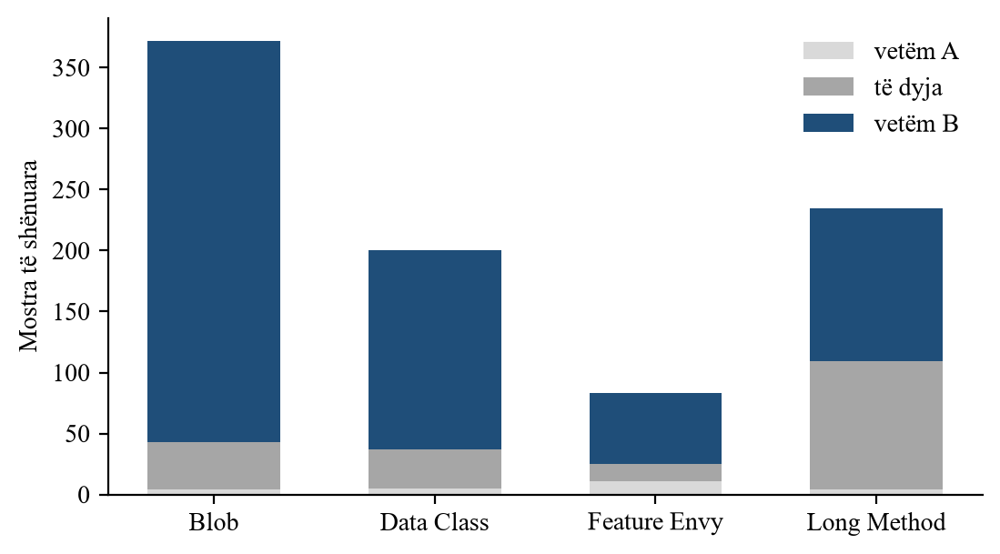 vetëm A
të dyja
vetëm B
Mostra të shënuara
350
300
250
200
150
100
50
0
Blob
Data Class
Feature Envy
Long Method